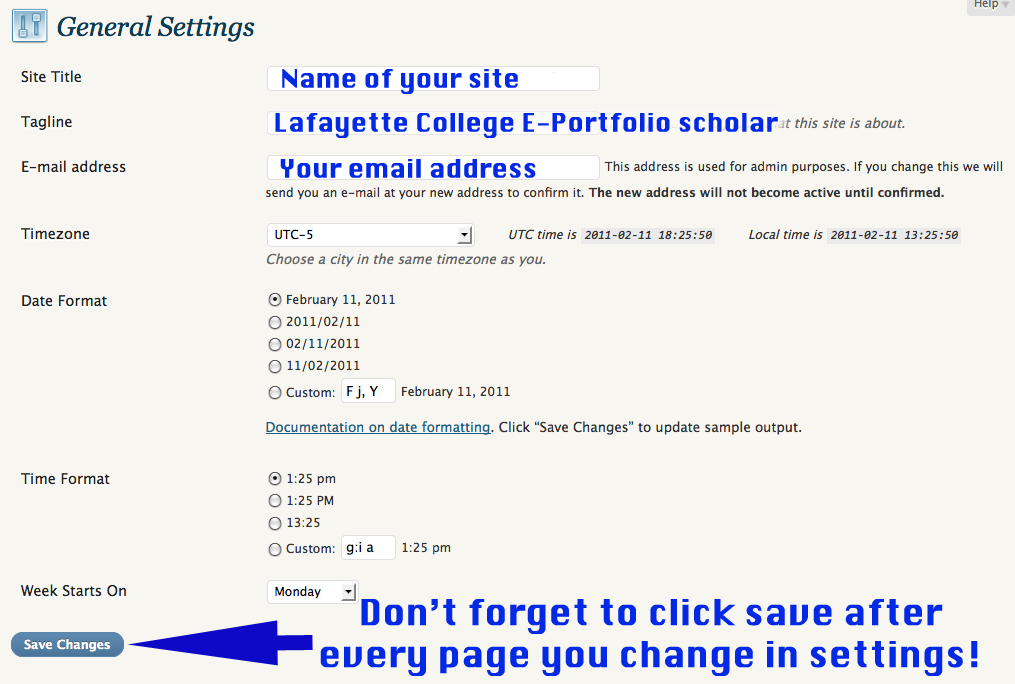 Help
General Settings
Site Title Name of your site
Tagline Lafayette College E-Portfolio scholar at this site is about.
E-mail address Your email address This address is used for admin purposes. If you change this we will
send you an e-mail at your new address to confirm it. The new address will not become active until confirmed.
Timezone UTC-5 UTC time is 2011-02-11 18:25:50 Local time is 2011-02-11 13:25:50
Choose a city in the same timezone as you.
Date Format February 11, 2011
2011/02/11
02/11/2011
11/02/2011
Custom: F j, Y February 11, 2011
Documentation on date formatting. Click “Save Changes” to update sample output.
Time Format 1:25 pm
1:25 PM
13:25
Custom: g:i a 1:25 pm
Week Starts On Monday
Don't forget to click save after
Save Changes every page you change in settings!